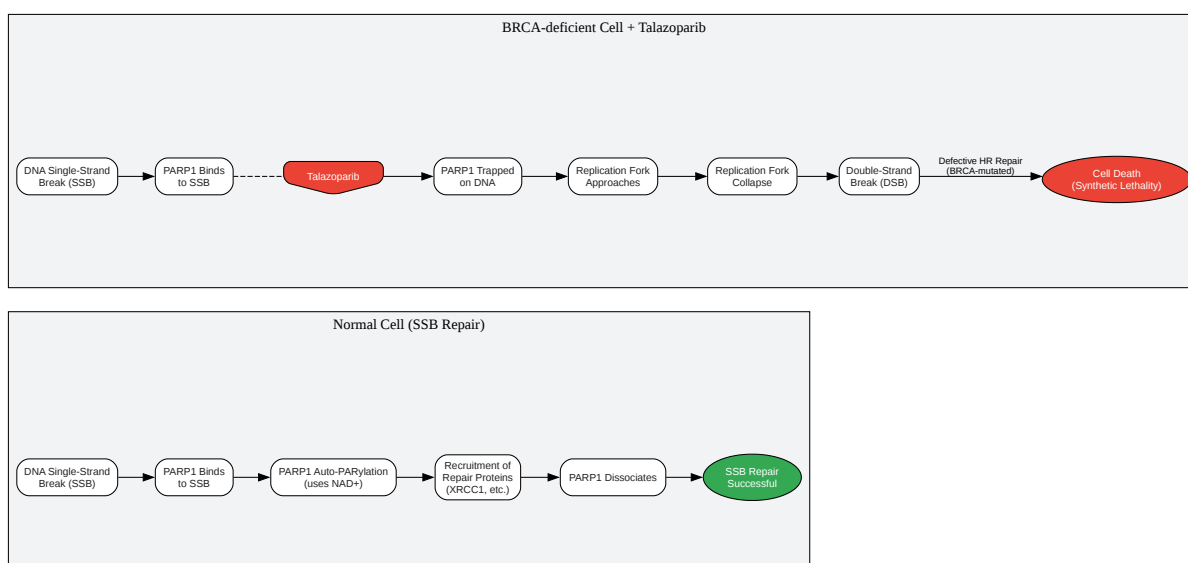 BRCA-deficient Cell + Talazoparib
DNA Single-Strand
Break (SSB)
PARP1 Binds
to SSB
Talazoparib
PARP1 Trapped
on DNA
Replication Fork
Approaches
Replication Fork
Collapse
Double-Strand
Break (DSB)
Defective HR Repair
(BRCA-mutated)
Cell Death
(Synthetic Lethality)
Normal Cell (SSB Repair)
DNA Single-Strand
Break (SSB)
PARP1 Binds
to SSB
PARP1 Auto-PARylation
(uses NAD+)
Recruitment of
Repair Proteins
(XRCC1, etc.)
PARP1 Dissociates
SSB Repair
Successful